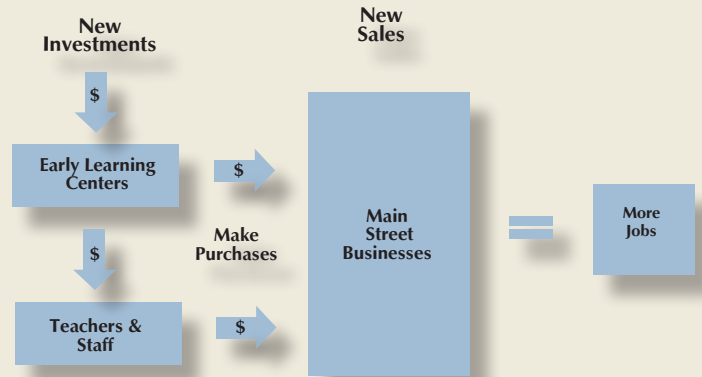 New
Investments
New
Sales
$
Early Learning
Centers
$
$
Make
Purchases
Main
Street
Businesses
More
Jobs
Teachers &
Staff
$